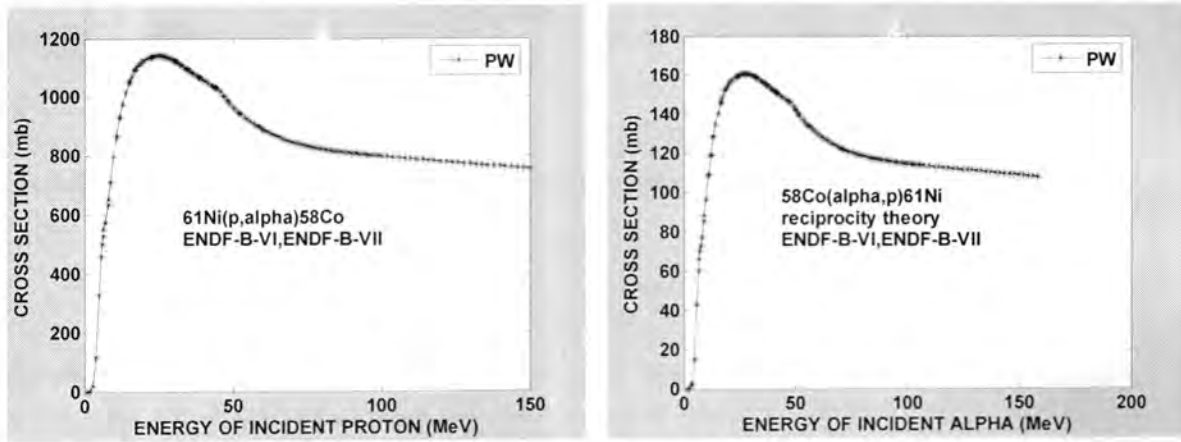 1200
1000
800
600
400
200
0
0
50
100
150
CROSS SECTION (mb)
ENERGY OF INCIDENT PROTON (MeV)
PW
61Ni(p,alpha)58Co
ENDF-B-VI,ENDF-B-VII
180
160
140
120
100
80
60
40
20
0
0
50
100
150
200
CROSS SECTION (mb)
ENERGY OF INCIDENT ALPHA (MeV)
PW
58Co(alpha,p)61Ni
reciprocity theory
ENDF-B-VI,ENDF-B-VII